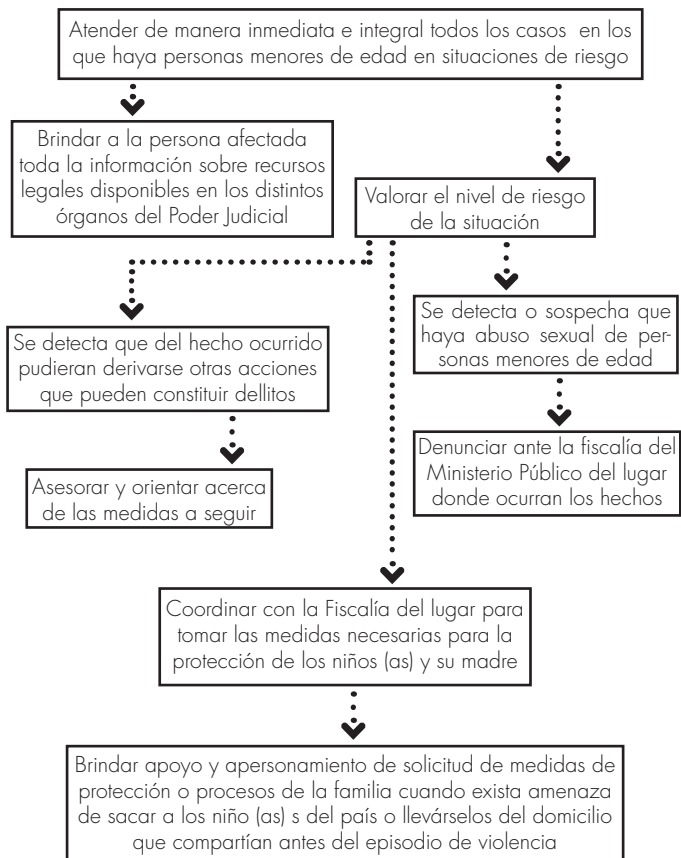 Atender de manera inmediata e integral todos los casos en los
que haya personas menores de edad en situaciones de riesgo
Brindar a la persona afectada
toda la información sobre recursos
legales disponibles en los distintos
órganos del Poder Judicial
Valorar el nivel de riesgo
de la situación
Se detecta que del hecho ocurrido
pudieran derivarse otras acciones
que pueden constituir dellitos
Se detecta o sospecha que
haya abuso sexual de per-
sonas menores de edad
Asesorar y orientar acerca
de las medidas a seguir
Denunciar ante la fiscalía del
Ministerio Público del lugar
donde ocurran los hechos
Coordinar con la Fiscalía del lugar para
tomar las medidas necesarias para la
protección de los niños (as) y su madre
Brindar apoyo y apersonamiento de solicitud de medidas de
protección o procesos de la familia cuando exista amenaza
de sacar a los niño (as) s del país o llevárselos del domicilio
que compartían antes del episodio de violencia